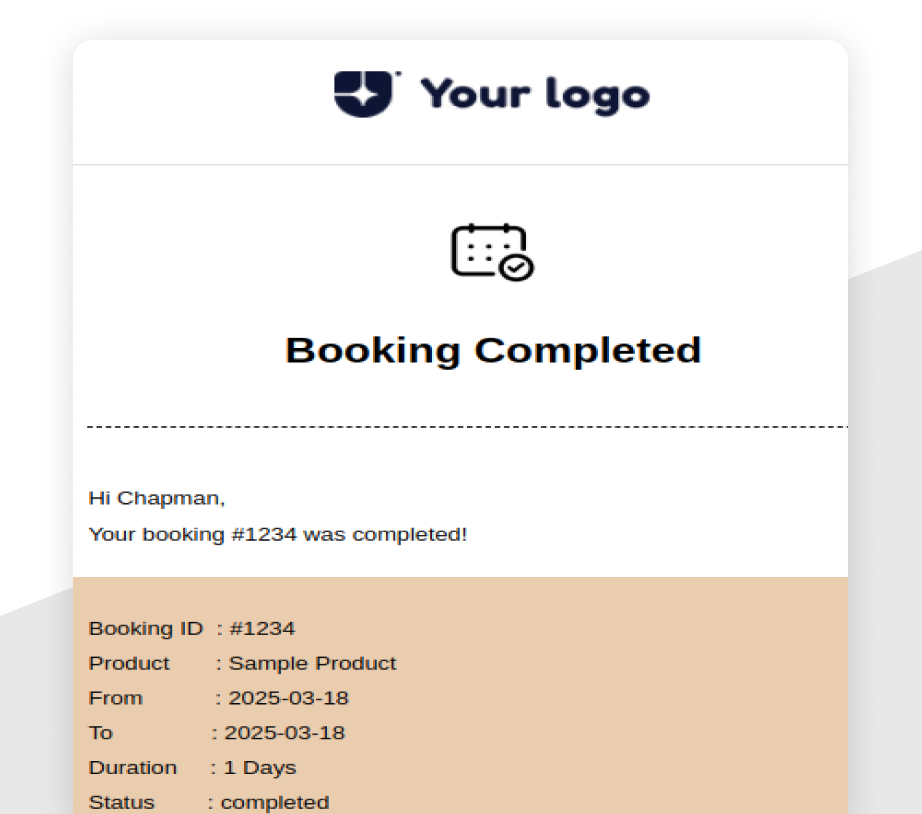 Your logo
Booking Completed
Hi Chapman,
Your booking #1234 was completed!
Booking ID : #1234
Product : Sample Product
From : 2025-03-18
To : 2025-03-18
Duration : 1 Days
Status : completed